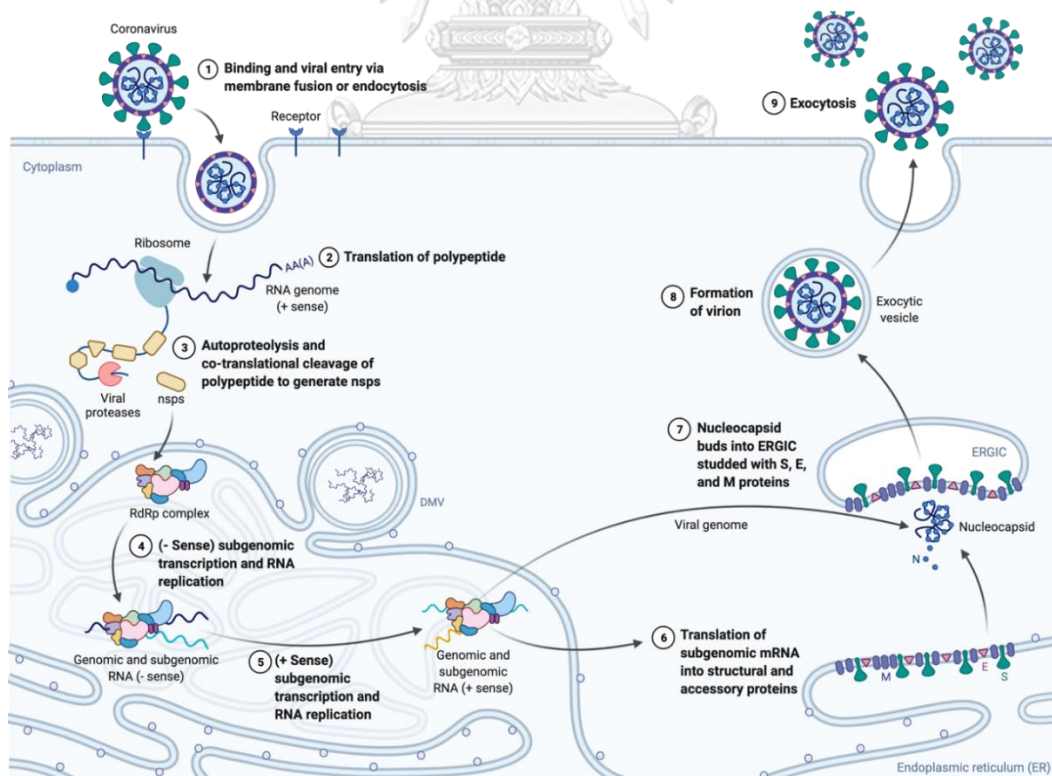 Coronavirus
1 Binding and viral entry via
membrane fusion or endocytosis
Receptor
Cytoplasm
Ribosome
AA(A)
2 Translation of polypeptide
RNA genome
(+ sense)
3 Autoproteolysis and
co-translational cleavage of
polypeptide to generate nsps
Viral
proteases
nsps
RdRp complex
DMV
4 (- Sense) subgenomic
transcription and RNA
replication
Genomic and subgenomic
RNA (- sense)
5 (+ Sense)
subgenomic
transcription and
RNA replication
Genomic and
subgenomic
RNA (+ sense)
Viral genome
6 Translation of
subgenomic mRNA
into structural and
accessory proteins
M
E
S
Endoplasmic reticulum (ER)
7 Nucleocapsid
buds into ERGIC
studded with S, E,
and M proteins
ERGIC
Nucleocapsid
N
8 Formation
of virion
Exocytic
vesicle
9 Exocytosis